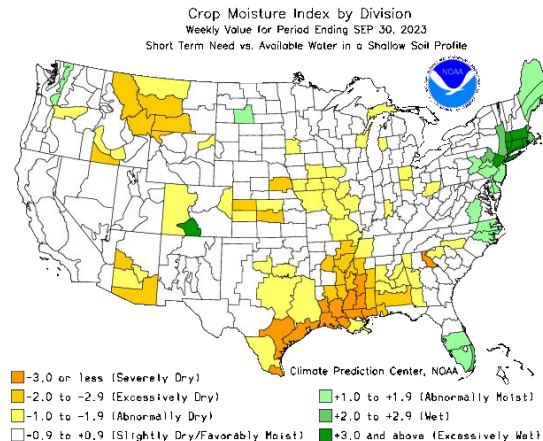 Crop Moisture Index by Division
Weekly Value for Period Ending SEP 30, 2023
Short Term Need vs. Available Water in a Shallow Soil Profile
NOAA
Climate Prediction Center, NOAA
-3.0 or less (Severely Dry)
-2.0 to -2.9 (Excessively Dry)
-1.0 to -1.9 (Abnormally Dry)
-0.9 to +0.9 (Slightly Dry/Favorably Moist)
+1.0 to +1.9 (Abnormally Moist)
+2.0 to +2.9 (Wet)
+3.0 and above (Excessively Wet)